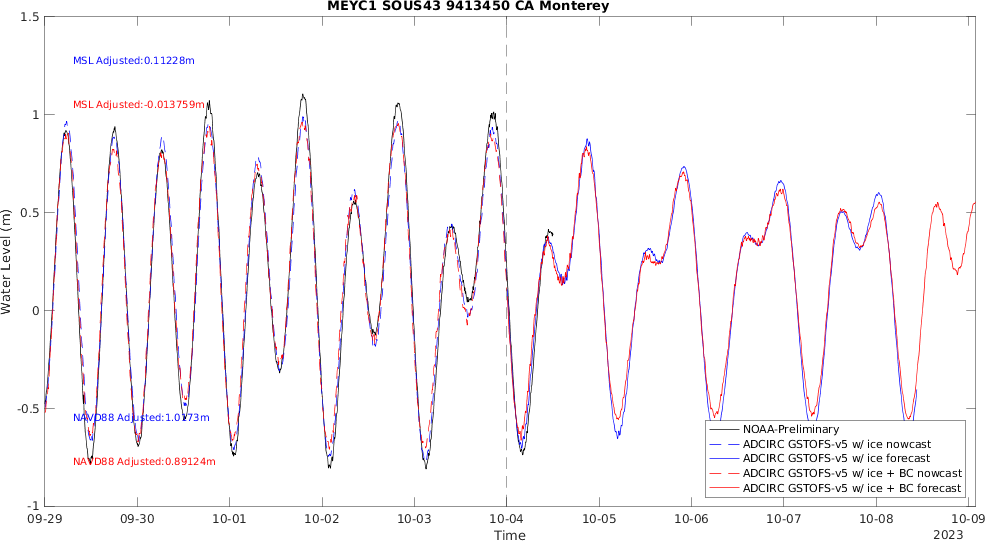 MEYC1 SOUS43 9413450 CA Monterey
1.5
MSL Adjusted:0.11228m
MSL Adjusted:-0.013759m
1
0.5
Water Level (m)
0
-0.5
NAVD88 Adjusted:1.0173m
NAVD88 Adjusted:0.89124m
-1
NOAA-Preliminary
ADCIRC GSTOFS-v5 w/ ice nowcast
ADCIRC GSTOFS-v5 w/ ice forecast
ADCIRC GSTOFS-v5 w/ ice + BC nowcast
ADCIRC GSTOFS-v5 w/ ice + BC forecast
09-29 09-30 10-01 10-02 10-03 10-04 10-05 10-06 10-07 10-08 10-09
Time
2023